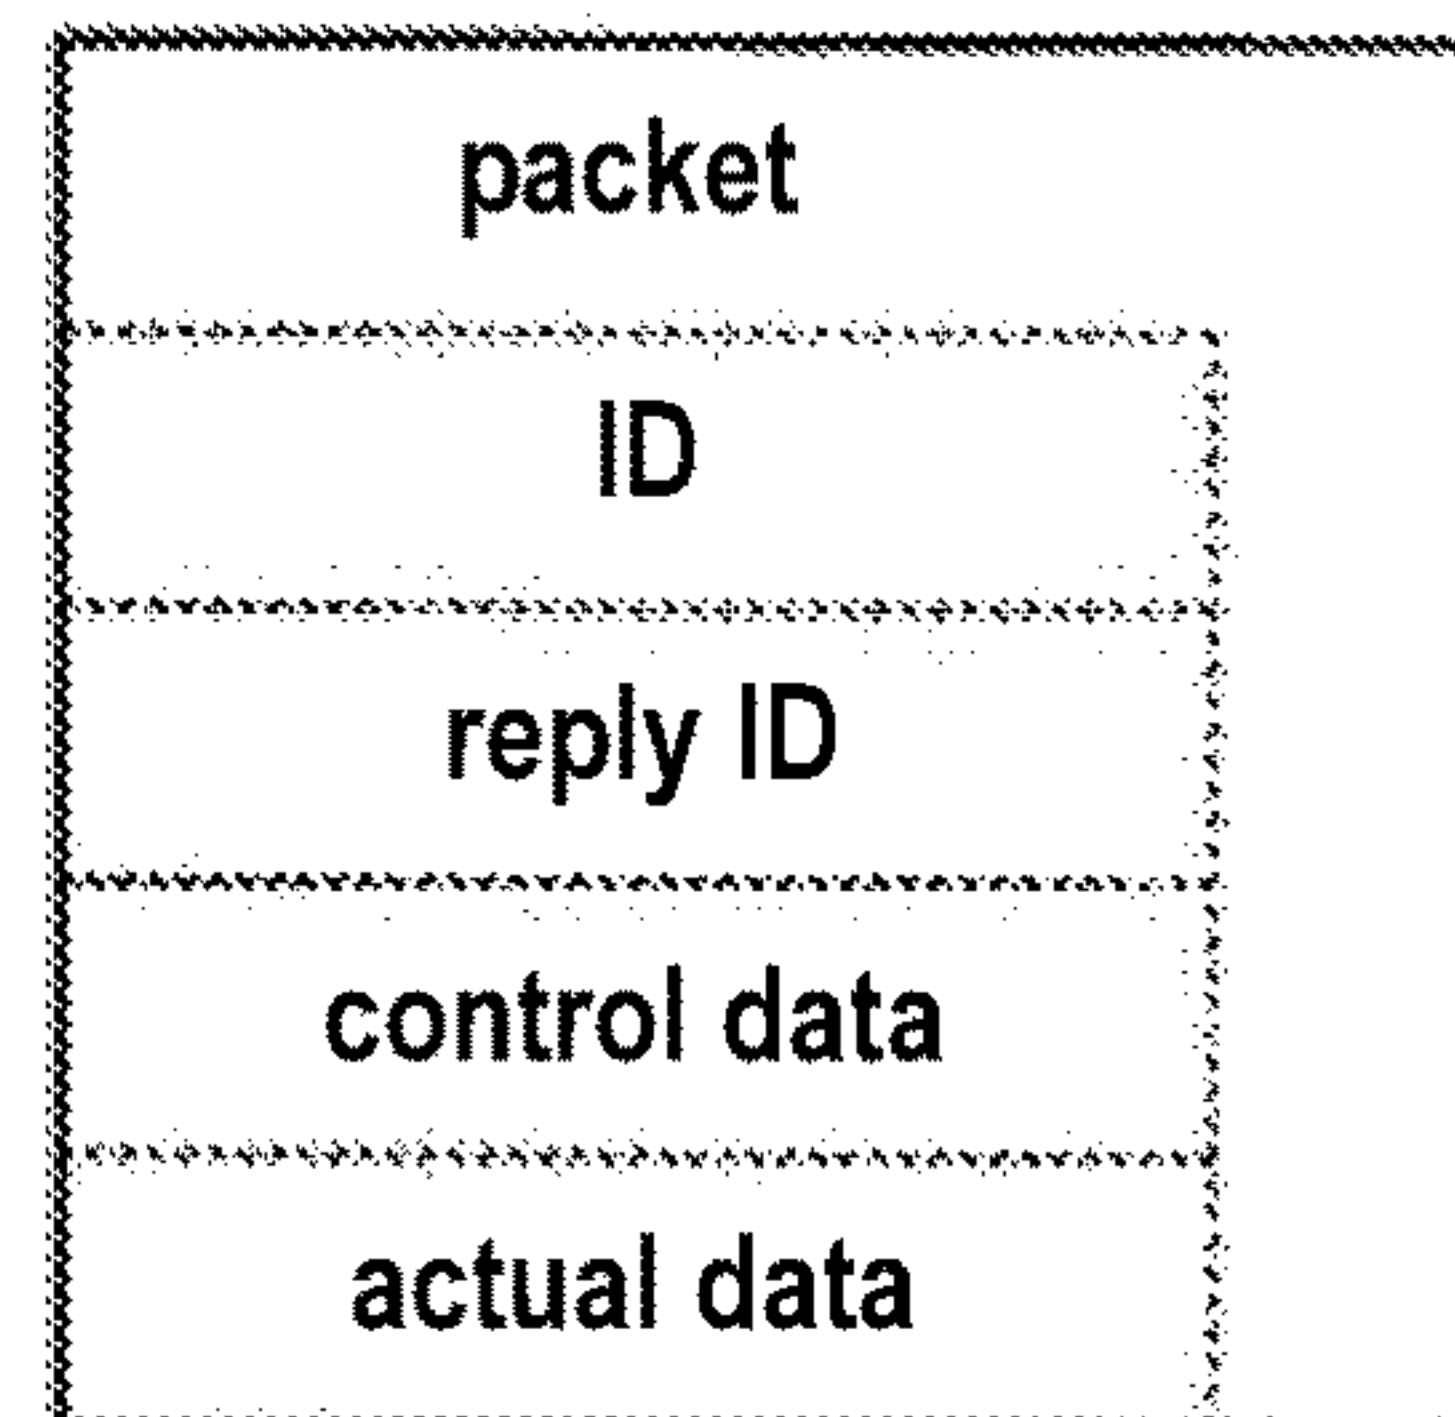 packet
ID
reply ID
control data
actual data